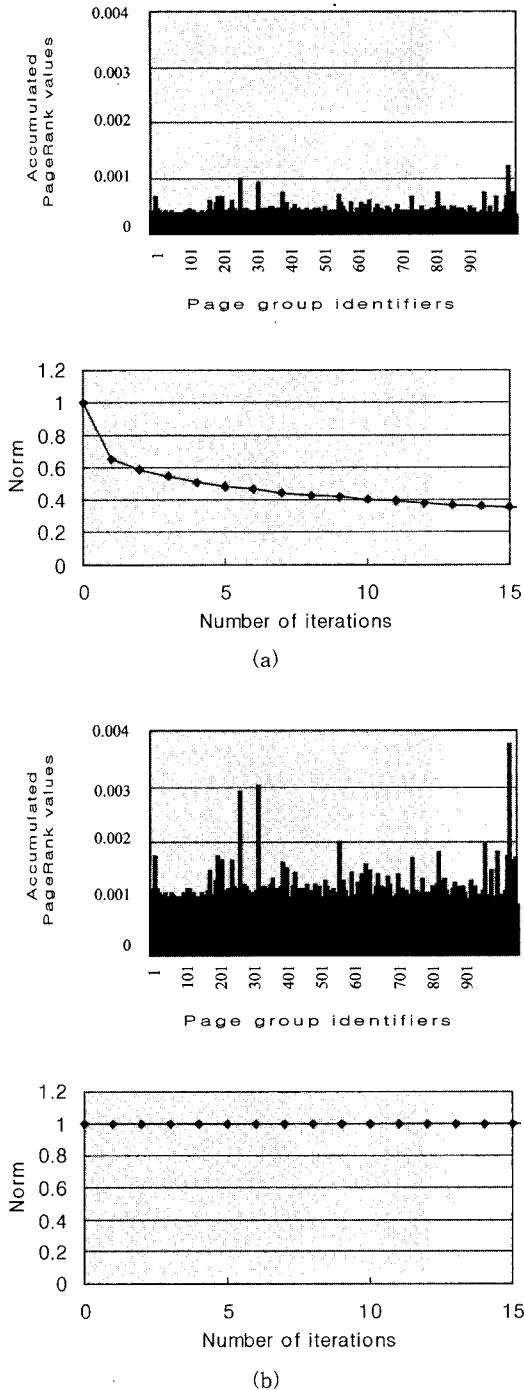 0.004
0.003
0.002
0.001
0
Accumulated
PageRank values
1 101 201 301 401 501 601 701 801 901
Page group identifiers
1.2
1
0.8
0.6
0.4
0.2
0
Norm
0 5 10 15
Number of iterations
(a)
0.004
0.003
0.002
0.001
0
Accumulated
PageRank values
1 101 201 301 401 501 601 701 801 901
Page group identifiers
1.2
1
0.8
0.6
0.4
0.2
0
Norm
0 5 10 15
Number of iterations
(b)